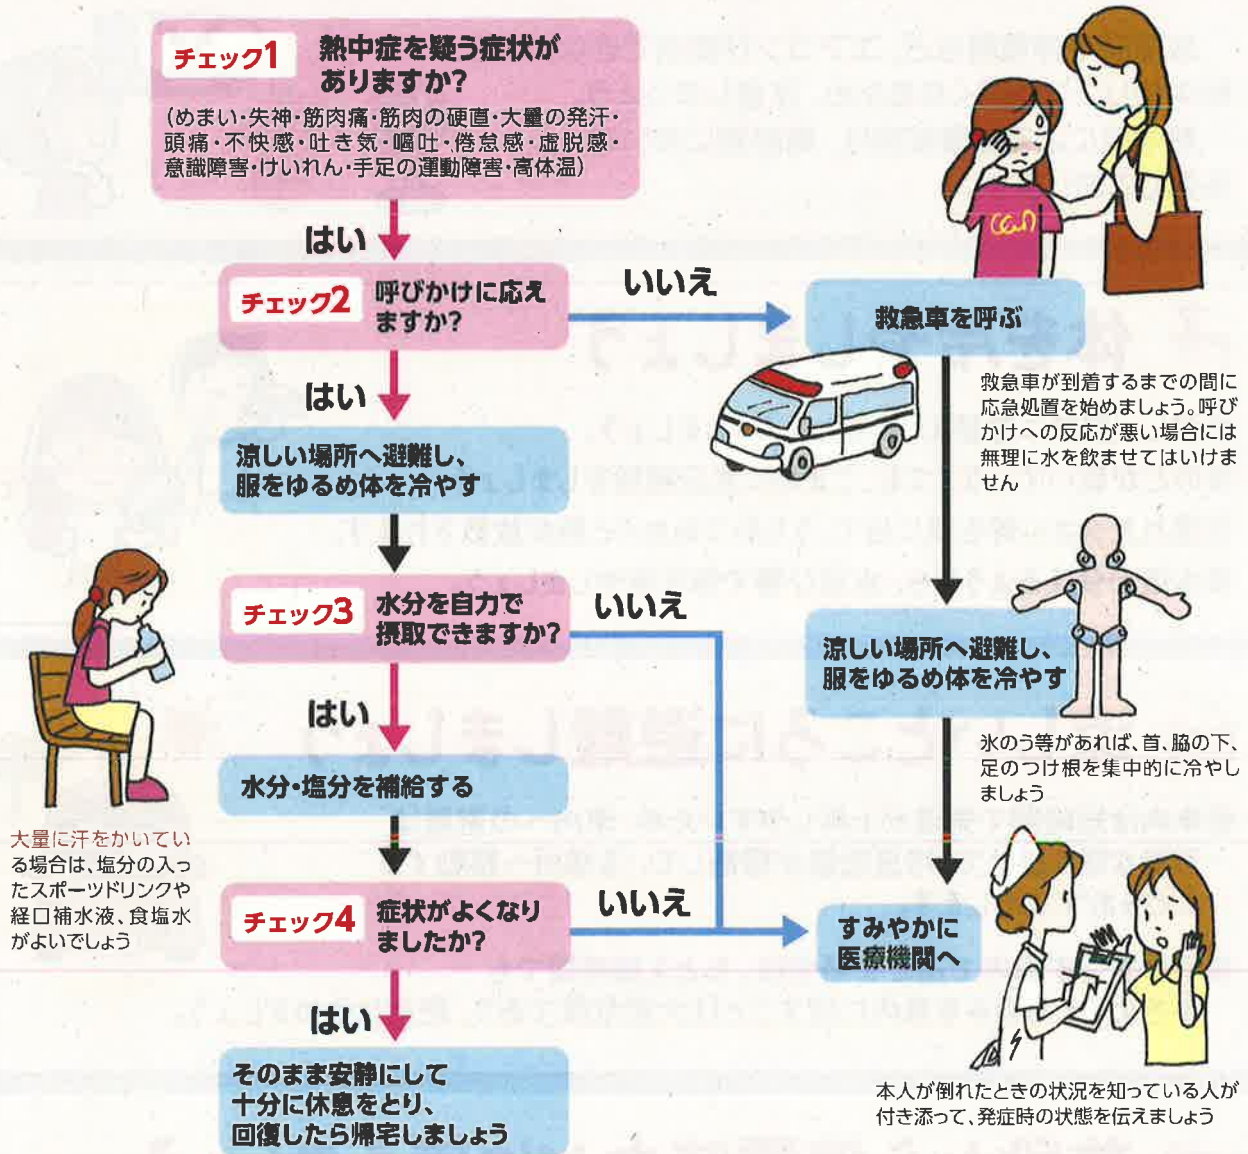 チェック1
熱中症を疑う症状が
ありますか?
(めまい・失神・筋肉痛・筋肉の硬直・大量の発汗・
頭痛・不快感・吐き気・嘔吐・倦怠感・虚脱感・
意識障害・けいれん・手足の運動障害・高体温)
はい
チェック2
呼びかけに応え
ますか?
いいえ
救急車を呼ぶ
救急車が到着するまでの間に
応急処置を始めましょう。呼び
かけへの反応が悪い場合には
無理に水を飲ませてはいけま
せん
はい
涼しい場所へ避難し、
服をゆるめ体を冷やす
チェック3
水分を自力で
摂取できますか?
いいえ
涼しい場所へ避難し、
服をゆるめ体を冷やす
氷のう等があれば、首、脇の下、
足のつけ根を集中的に冷やし
ましょう
はい
水分・塩分を補給する
大量に汗をかいてい
る場合は、塩分の入っ
たスポーツドリンクや
経口補水液、食塩水
がよいでしょう
チェック4
症状がよくなり
ましたか?
いいえ
すみやかに
医療機関へ
本人が倒れたときの状況を知っている人が
付き添って、発症時の状態を伝えましょう
はい
そのまま安静にして
十分に休息をとり、
回復したら帰宅しましょう